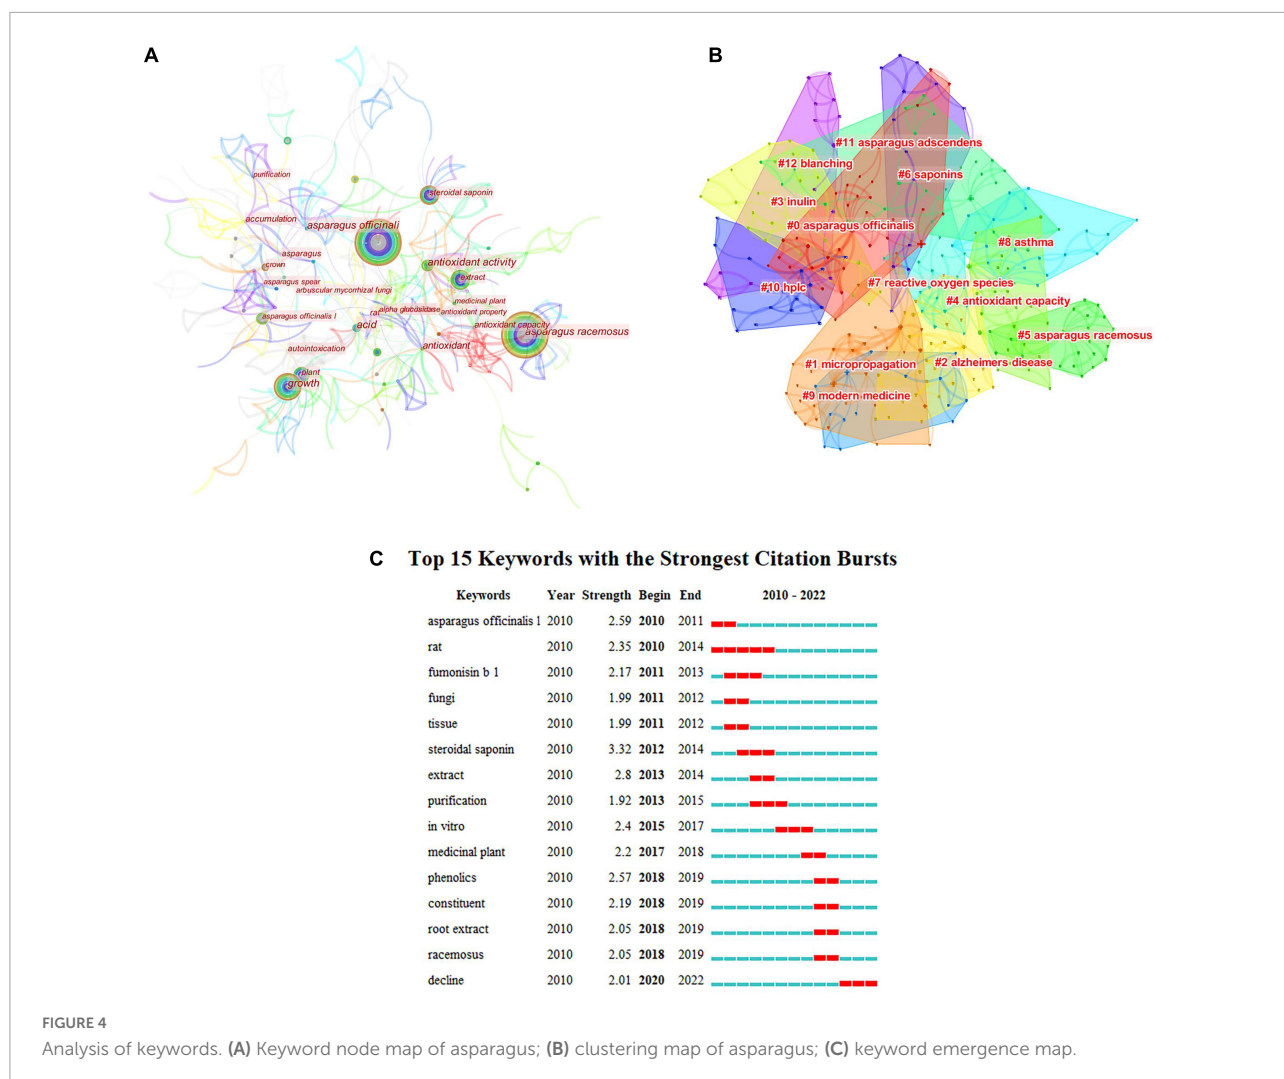 A
purification
steroidal saponin
accumulation
asparagus officinali
asparagus
antioxidant activity
crown
extract
asparagus spear
arbuscular mycorrhizal fungi
medicinal plant
asparagus officinalis l
rat
alpha glucosidase
antioxidant property
acid
antioxidant capacity
asparagus racemosus
autointoxication
antioxidant
plant
growth
B
#11 asparagus adscendens
#12 blanching
#6 saponins
#3 inulin
#0 asparagus officinalis
#8 asthma
#10 hplc
#7 reactive oxygen species
#4 antioxidant capacity
#5 asparagus racemosus
#1 micropropagation
#2 alzheimers disease
#9 modern medicine
C Top 15 Keywords with the Strongest Citation Bursts
Keywords Year Strength Begin End 2010 - 2022
asparagus officinalis l 2010 2.59 2010 2011
rat 2010 2.35 2010 2014
fumonisin b 1 2010 2.17 2011 2013
fungi 2010 1.99 2011 2012
tissue 2010 1.99 2011 2012
steroidal saponin 2010 3.32 2012 2014
extract 2010 2.8 2013 2014
purification 2010 1.92 2013 2015
in vitro 2010 2.4 2015 2017
medicinal plant 2010 2.2 2017 2018
phenolics 2010 2.57 2018 2019
constituent 2010 2.19 2018 2019
root extract 2010 2.05 2018 2019
racemosus 2010 2.05 2018 2019
decline 2010 2.01 2020 2022
FIGURE 4
Analysis of keywords. (A) Keyword node map of asparagus; (B) clustering map of asparagus; (C) keyword emergence map.